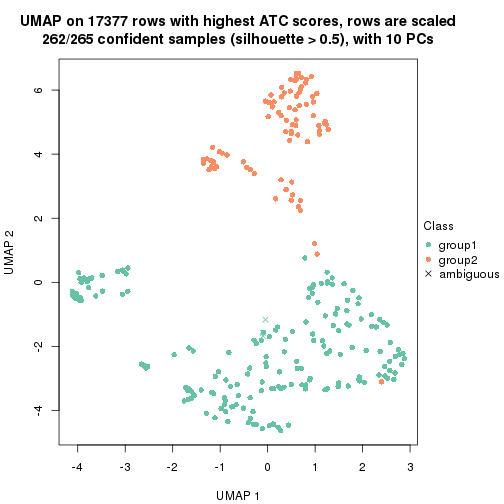 UMAP on 17377 rows with highest ATC scores, rows are scaled
262/265 confident samples (silhouette > 0.5), with 10 PCs
6
4
2
0
-2
-4
UMAP 2
-4
-3
-2
-1
0
1
2
3
UMAP 1
Class
group1
group2
ambiguous